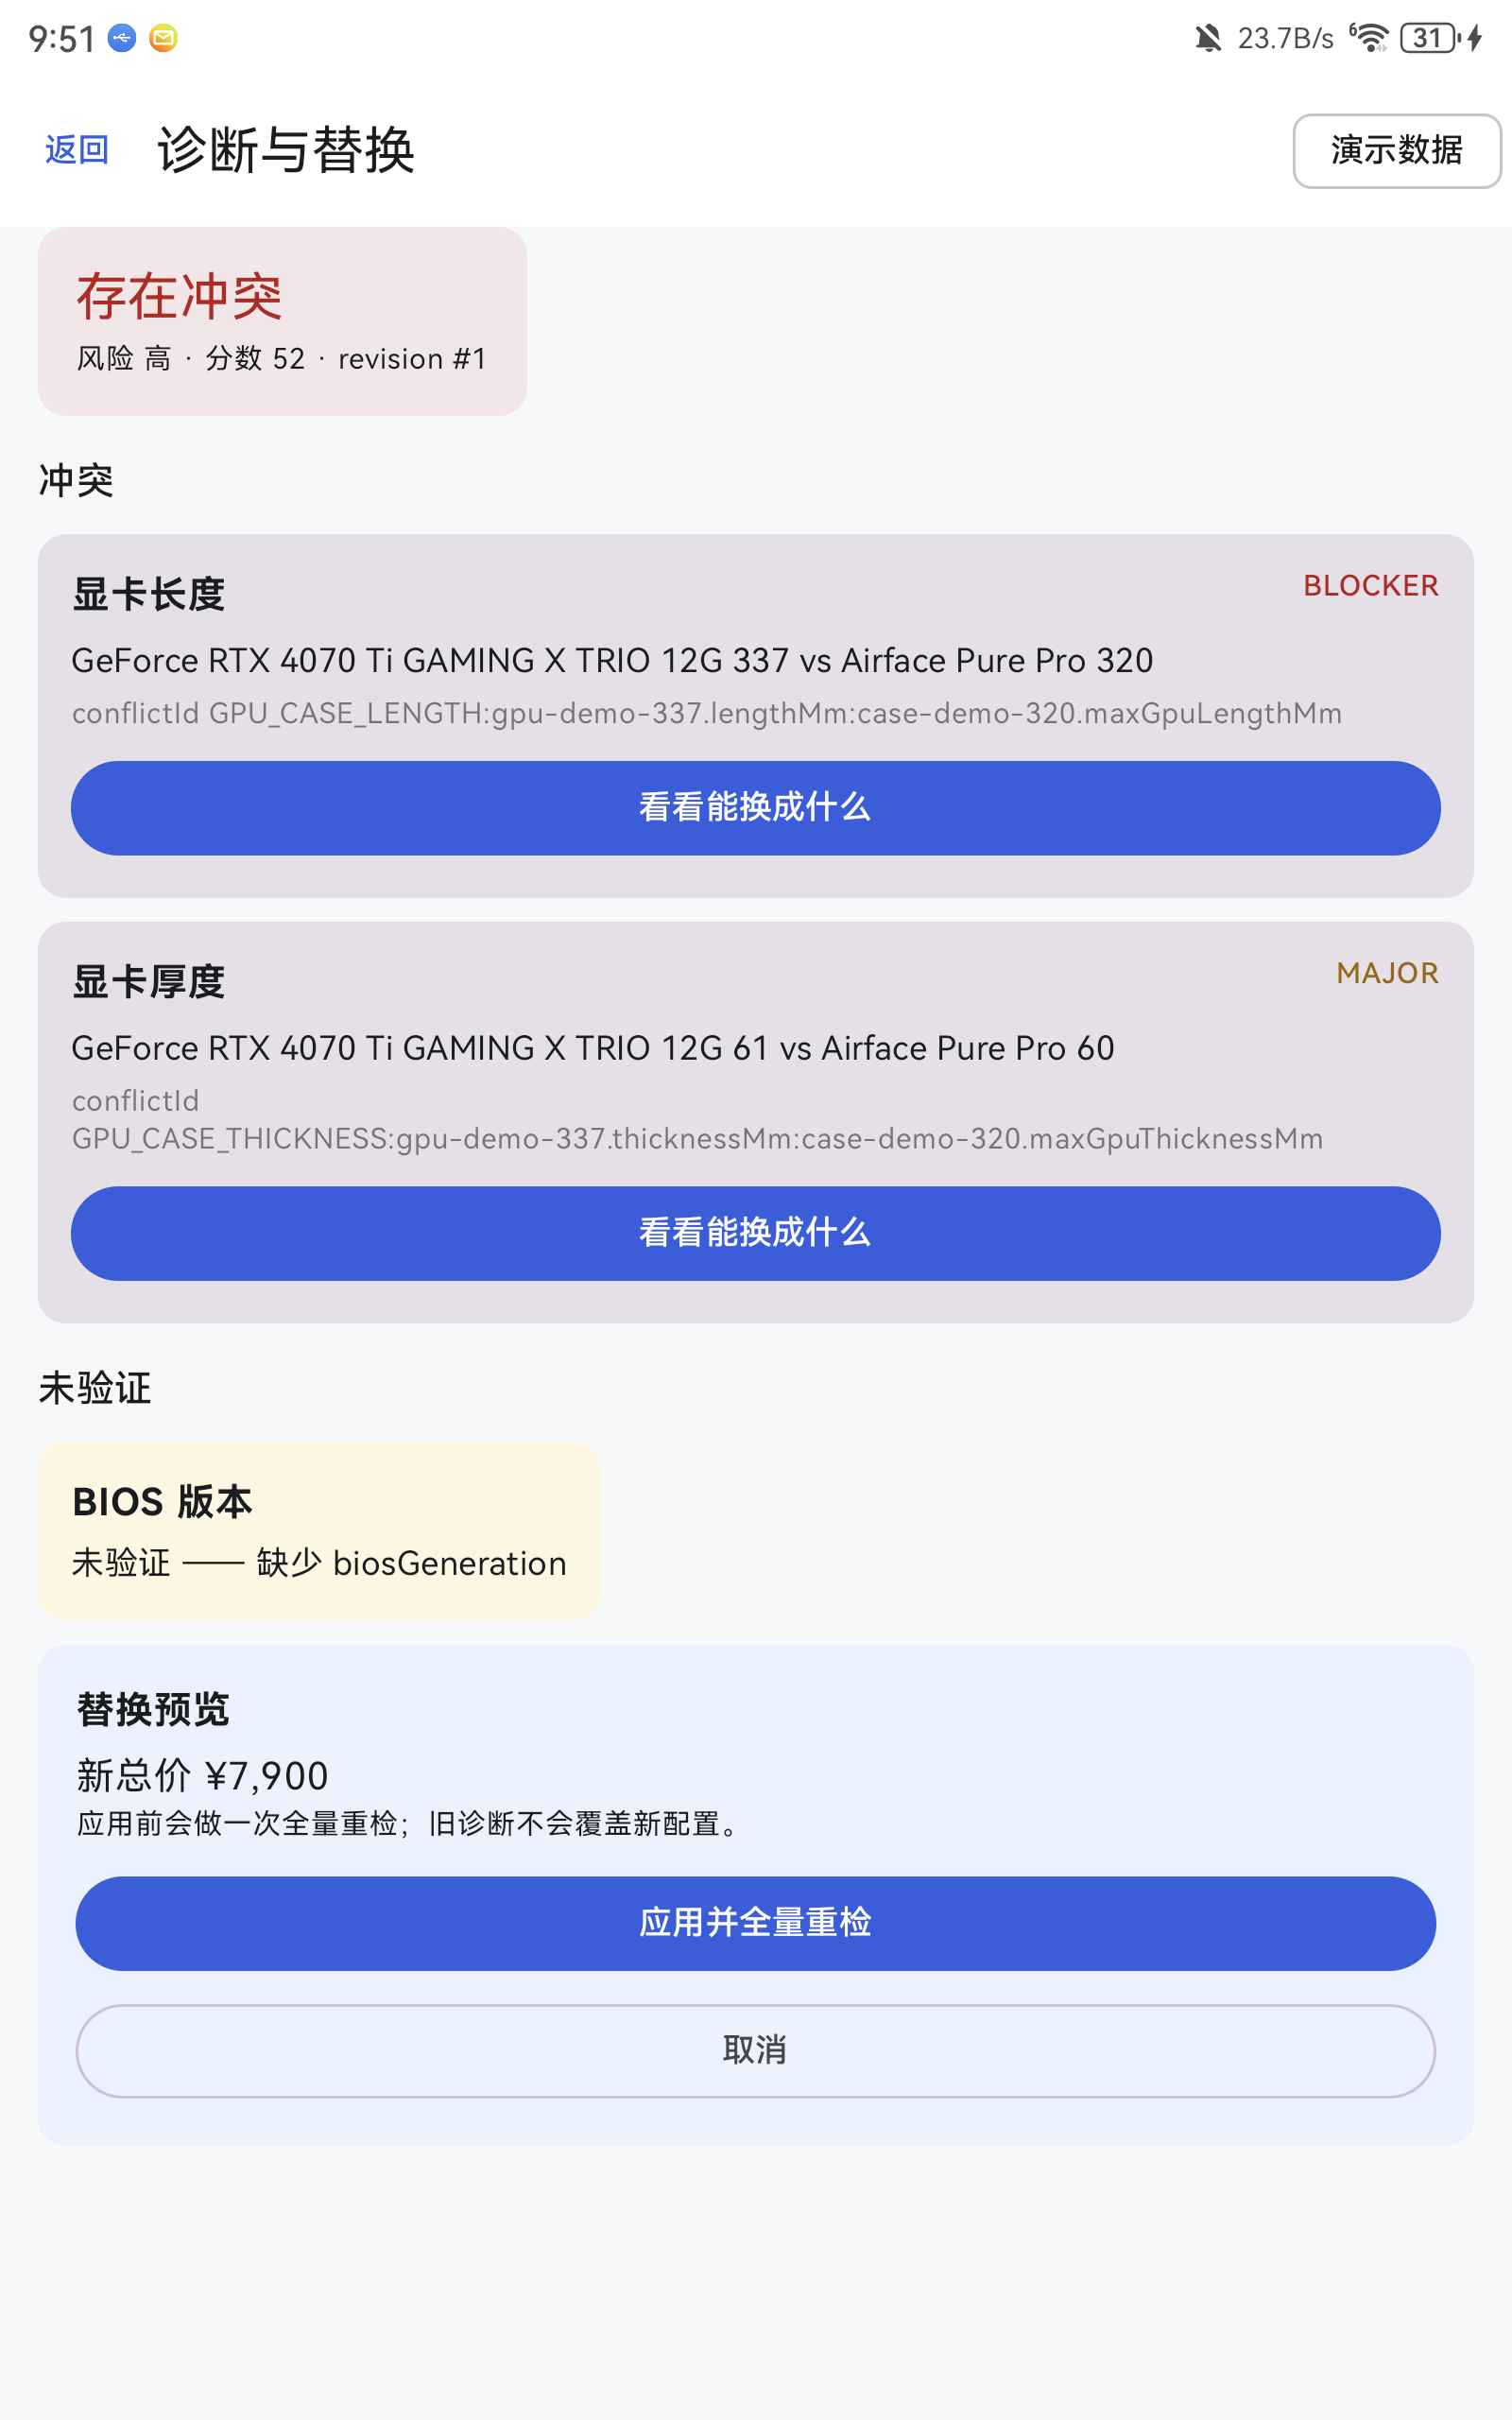 9:51
23.7B/s 6 31
返回 诊断与替换 演示数据
存在冲突
风险 高 · 分数 52 · revision #1
冲突
显卡长度 BLOCKER
GeForce RTX 4070 Ti GAMING X TRIO 12G 337 vs Airface Pure Pro 320
conflictId GPU_CASE_LENGTH:gpu-demo-337.lengthMm:case-demo-320.maxGpuLengthMm
看看能换成什么
显卡厚度 MAJOR
GeForce RTX 4070 Ti GAMING X TRIO 12G 61 vs Airface Pure Pro 60
conflictId
GPU_CASE_THICKNESS:gpu-demo-337.thicknessMm:case-demo-320.maxGpuThicknessMm
看看能换成什么
未验证
BIOS 版本
未验证 —— 缺少 biosGeneration
替换预览
新总价 ¥7,900
应用前会做一次全量重检；旧诊断不会覆盖新配置。
应用并全量重检
取消